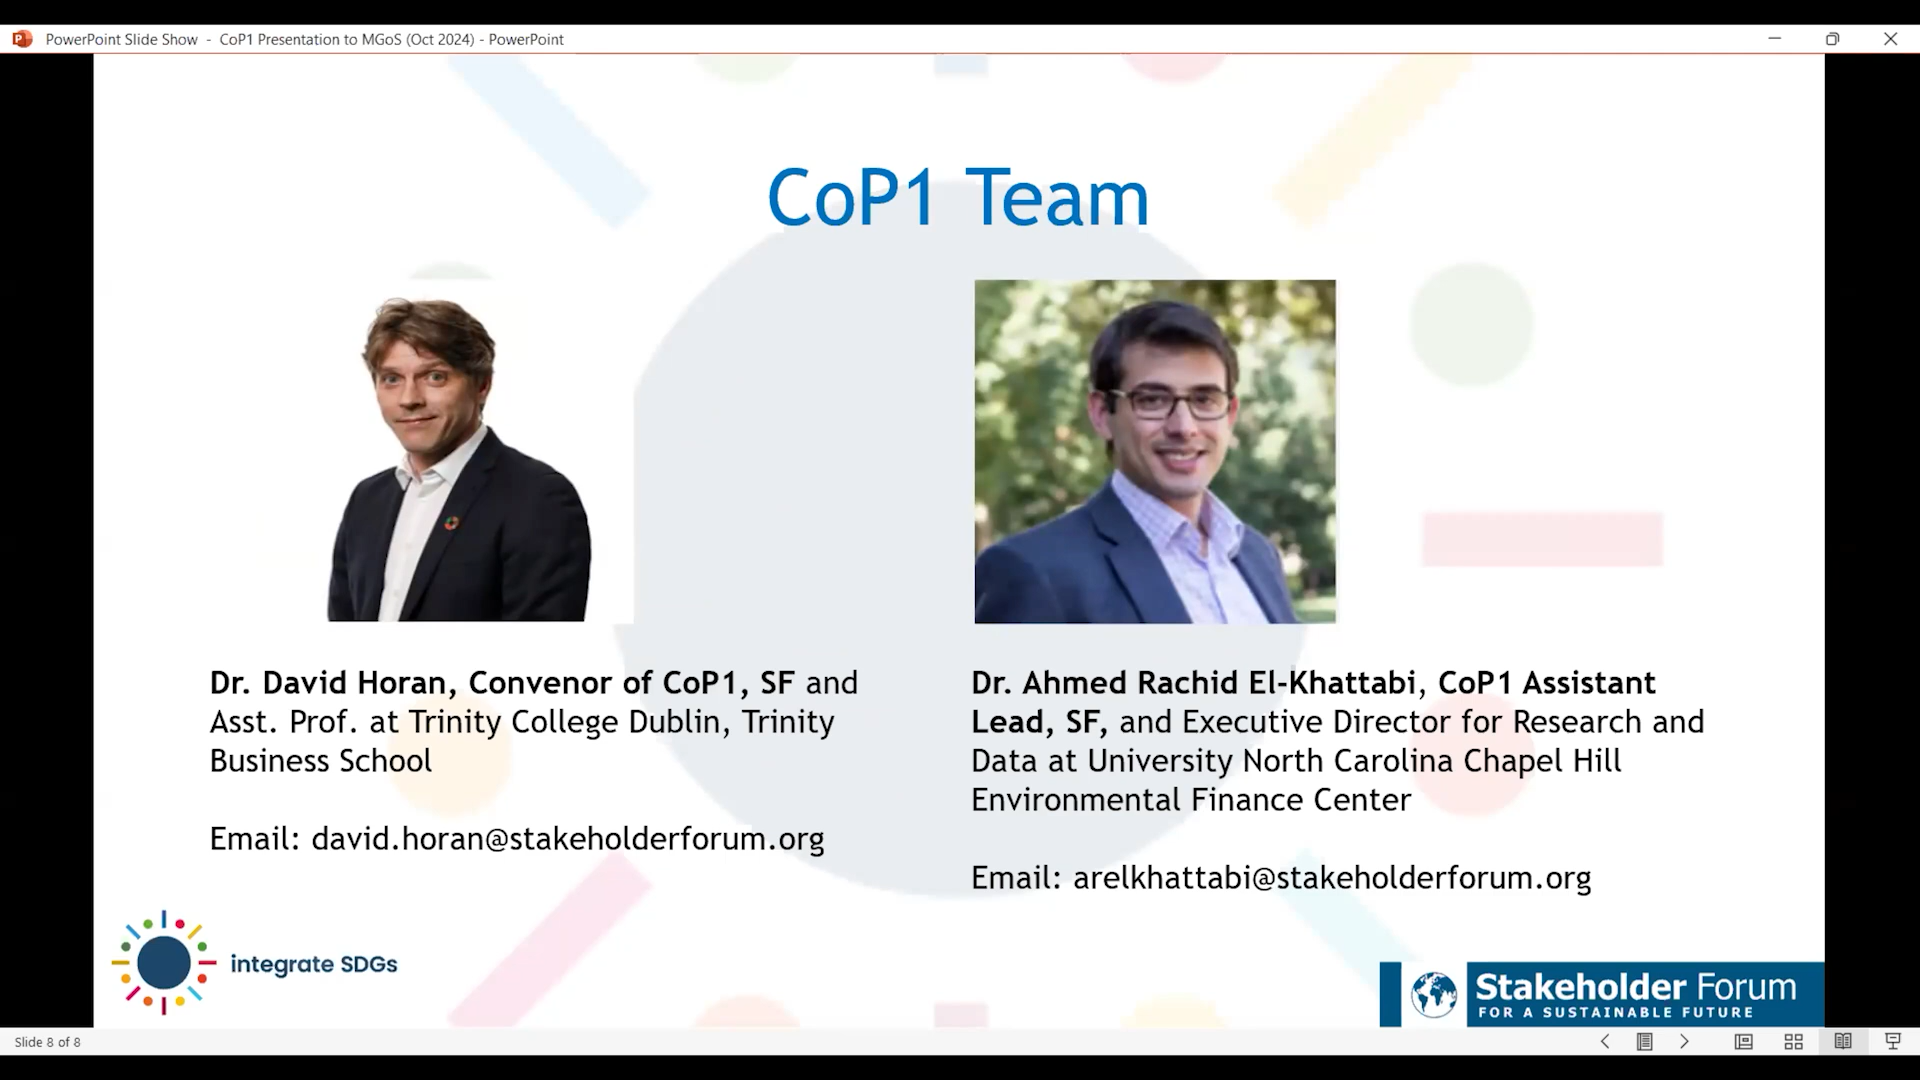 PowerPoint Slide Show - CoP1 Presentation to MGoS (Oct 2024) - PowerPoint
CoP1 Team
Dr. David Horan, Convenor of CoP1, SF and
Asst. Prof. at Trinity College Dublin, Trinity
Business School
Email: david.horan@stakeholderforum.org
Dr. Ahmed Rachid El-Khattabi, CoP1 Assistant
Lead, SF, and Executive Director for Research and
Data at University North Carolina Chapel Hill
Environmental Finance Center
Email: arelkhattabi@stakeholderforum.org
integrate SDGs
Stakeholder Forum
FOR A SUSTAINABLE FUTURE
Slide 8 of 8